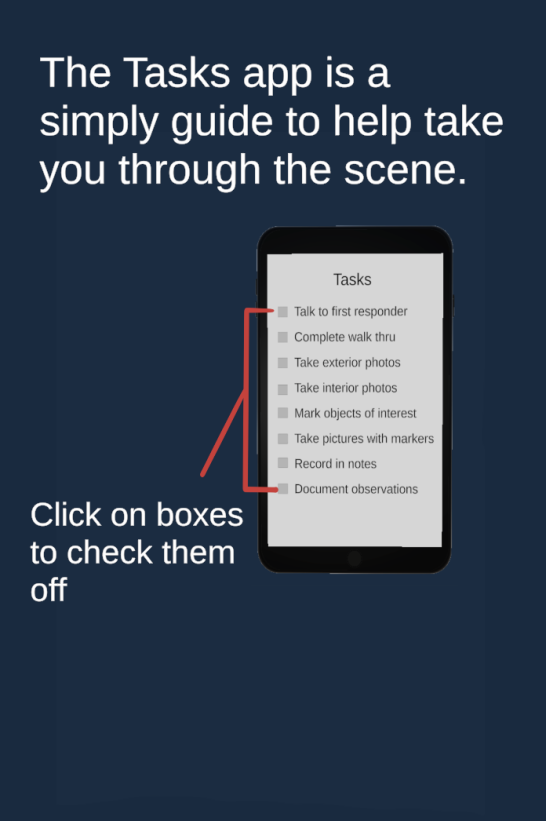 The Tasks app is a
simply guide to help take
you through the scene.
Tasks
Talk to first responder
Complete walk thru
Take exterior photos
Take interior photos
Mark objects of interest
Take pictures with markers
Record in notes
Document observations
Click on boxes
to check them
off